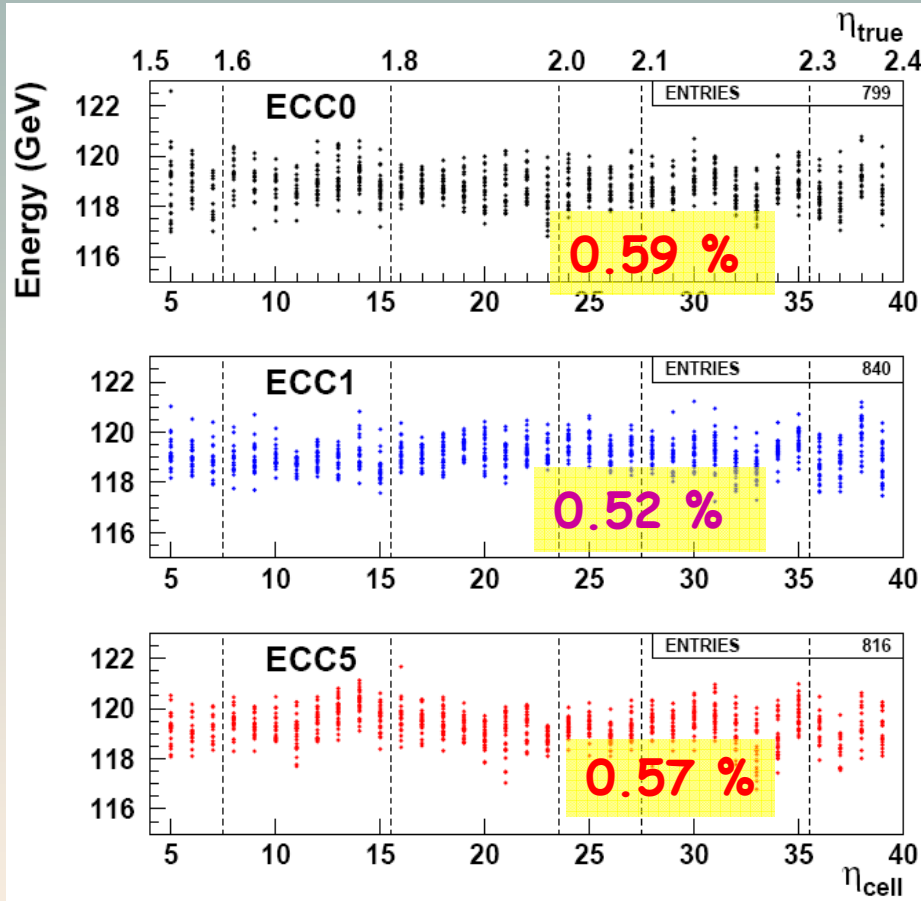 η_true
1.5 1.6 1.8 2.0 2.1 2.3 2.4
Energy (GeV)
ECC0
ENTRIES 799
122
120
118
116
0.59 %
5 10 15 20 25 30 35 40
ECC1
ENTRIES 840
122
120
118
116
0.52 %
5 10 15 20 25 30 35 40
ECC5
ENTRIES 816
122
120
118
116
0.57 %
5 10 15 20 25 30 35 40
η_cell